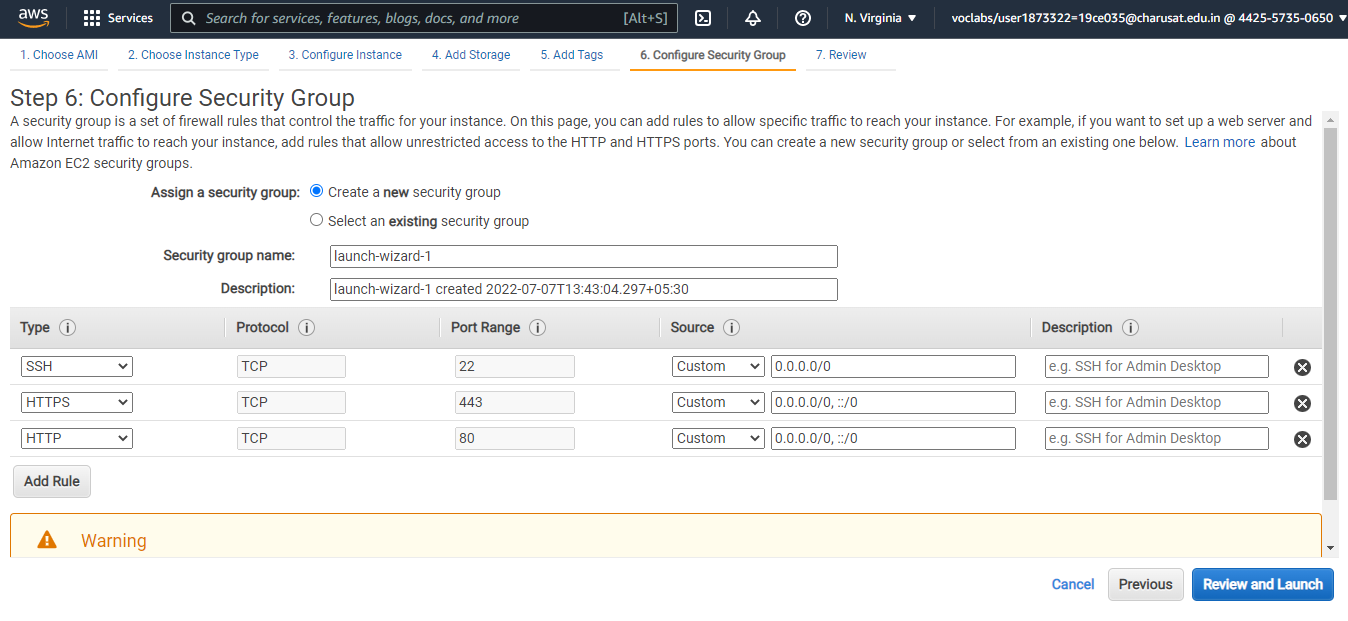 aws Services Search for services, features, blogs, docs, and more [Alt+S] N. Virginia voclabs/user1873322=19ce035@charusat.edu.in @ 4425-5735-0650
1. Choose AMI 2. Choose Instance Type 3. Configure Instance 4. Add Storage 5. Add Tags 6. Configure Security Group 7. Review
Step 6: Configure Security Group
A security group is a set of firewall rules that control the traffic for your instance. On this page, you can add rules to allow specific traffic to reach your instance. For example, if you want to set up a web server and
allow Internet traffic to reach your instance, add rules that allow unrestricted access to the HTTP and HTTPS ports. You can create a new security group or select from an existing one below. Learn more about
Amazon EC2 security groups.
Assign a security group: Create a new security group
Select an existing security group
Security group name: launch-wizard-1
Description: launch-wizard-1 created 2022-07-07T13:43:04.297+05:30
Type Protocol Port Range Source Description
SSH TCP 22 Custom 0.0.0.0/0 e.g. SSH for Admin Desktop
HTTPS TCP 443 Custom 0.0.0.0/0, ::/0 e.g. SSH for Admin Desktop
HTTP TCP 80 Custom 0.0.0.0/0, ::/0 e.g. SSH for Admin Desktop
Add Rule
Warning
Cancel Previous Review and Launch